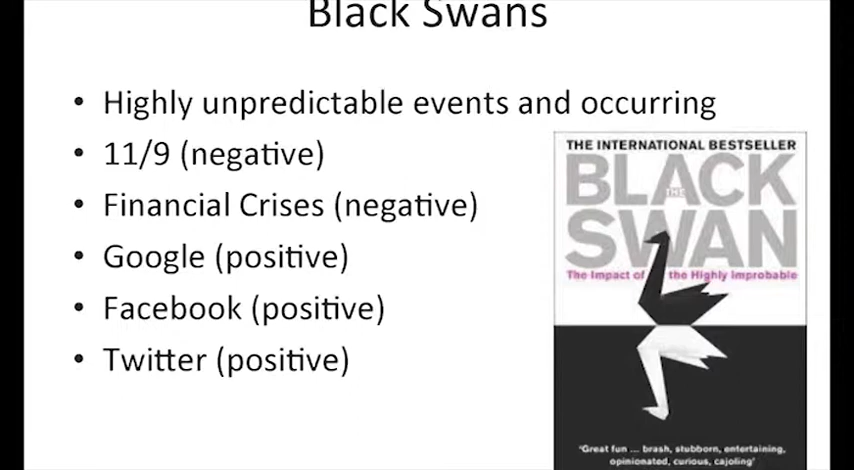 Black Swans
• Highly unpredictable events and occurring
• 11/9 (negative)
• Financial Crises (negative)
• Google (positive)
• Facebook (positive)
• Twitter (positive)
THE INTERNATIONAL BESTSELLER
THE
BLACK
SWAN
The Impact of the Highly Improbable
'Great fun ... brash, stubborn, entertaining,
opinionated, curious, cajoling'